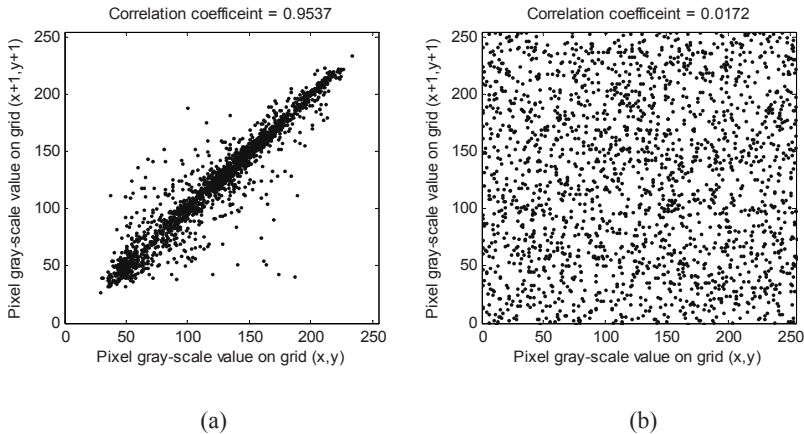 Correlation coefficeint = 0.9537
Pixel gray-scale value on grid (x+1,y+1)
250
200
150
100
50
0
0 50 100 150 200 250
Pixel gray-scale value on grid (x,y)
(a)
Correlation coefficeint = 0.0172
Pixel gray-scale value on grid (x+1,y+1)
250
200
150
100
50
0
0 50 100 150 200 250
Pixel gray-scale value on grid (x,y)
(b)